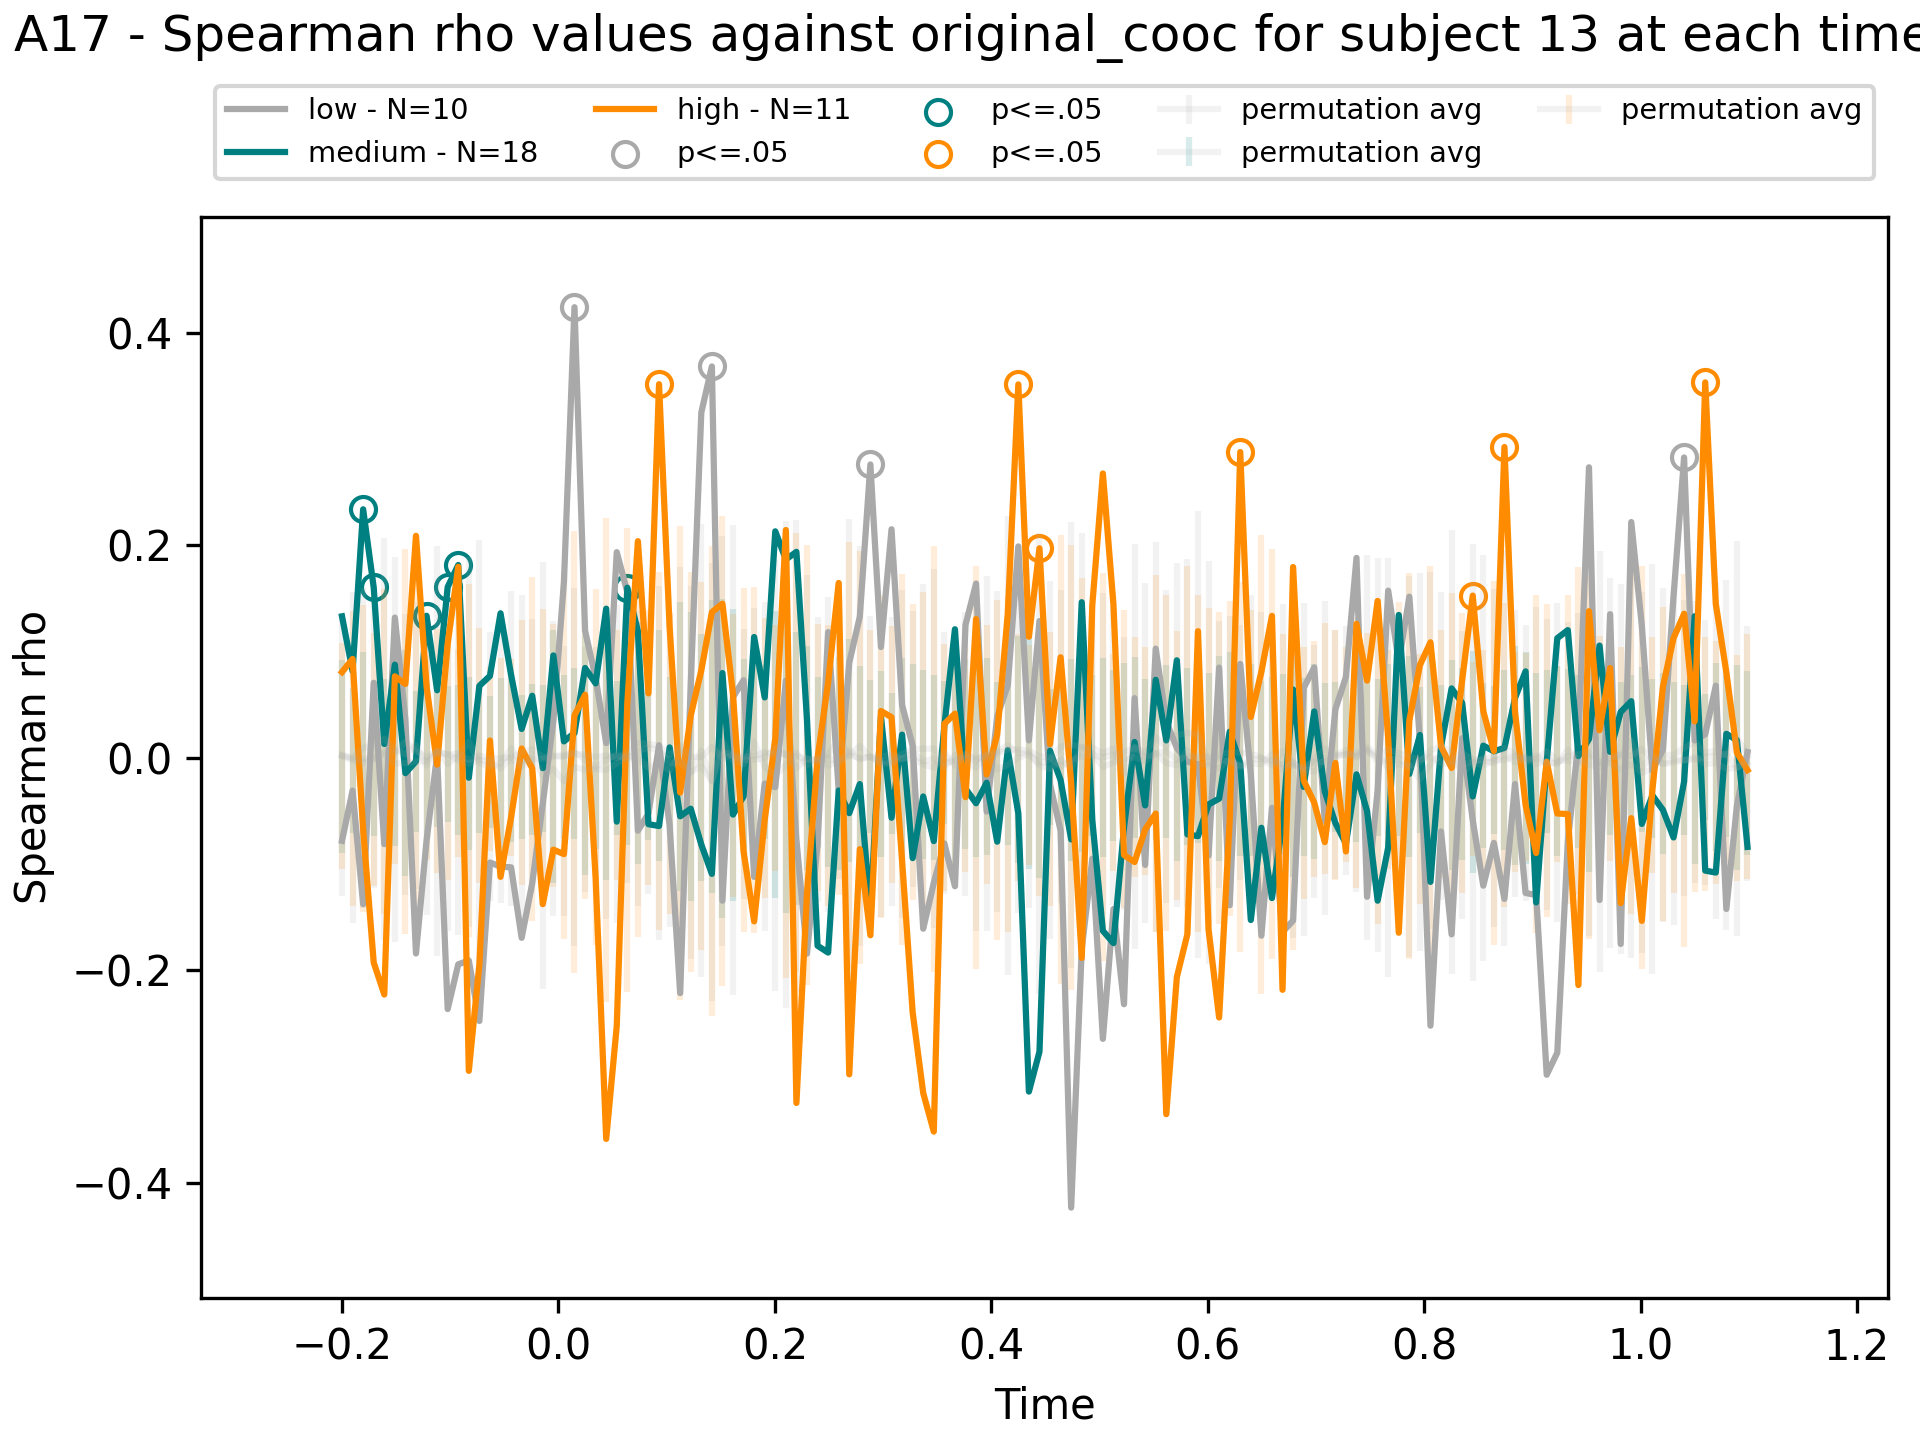 A17 - Spearman rho values against original_cooc for subject 13 at each time
low - N=10
medium - N=18
high - N=11
p<=.05
p<=.05
p<=.05
permutation avg
permutation avg
permutation avg
Spearman rho
0.4
0.2
0.0
−0.2
−0.4
−0.2 0.0 0.2 0.4 0.6 0.8 1.0 1.2
Time